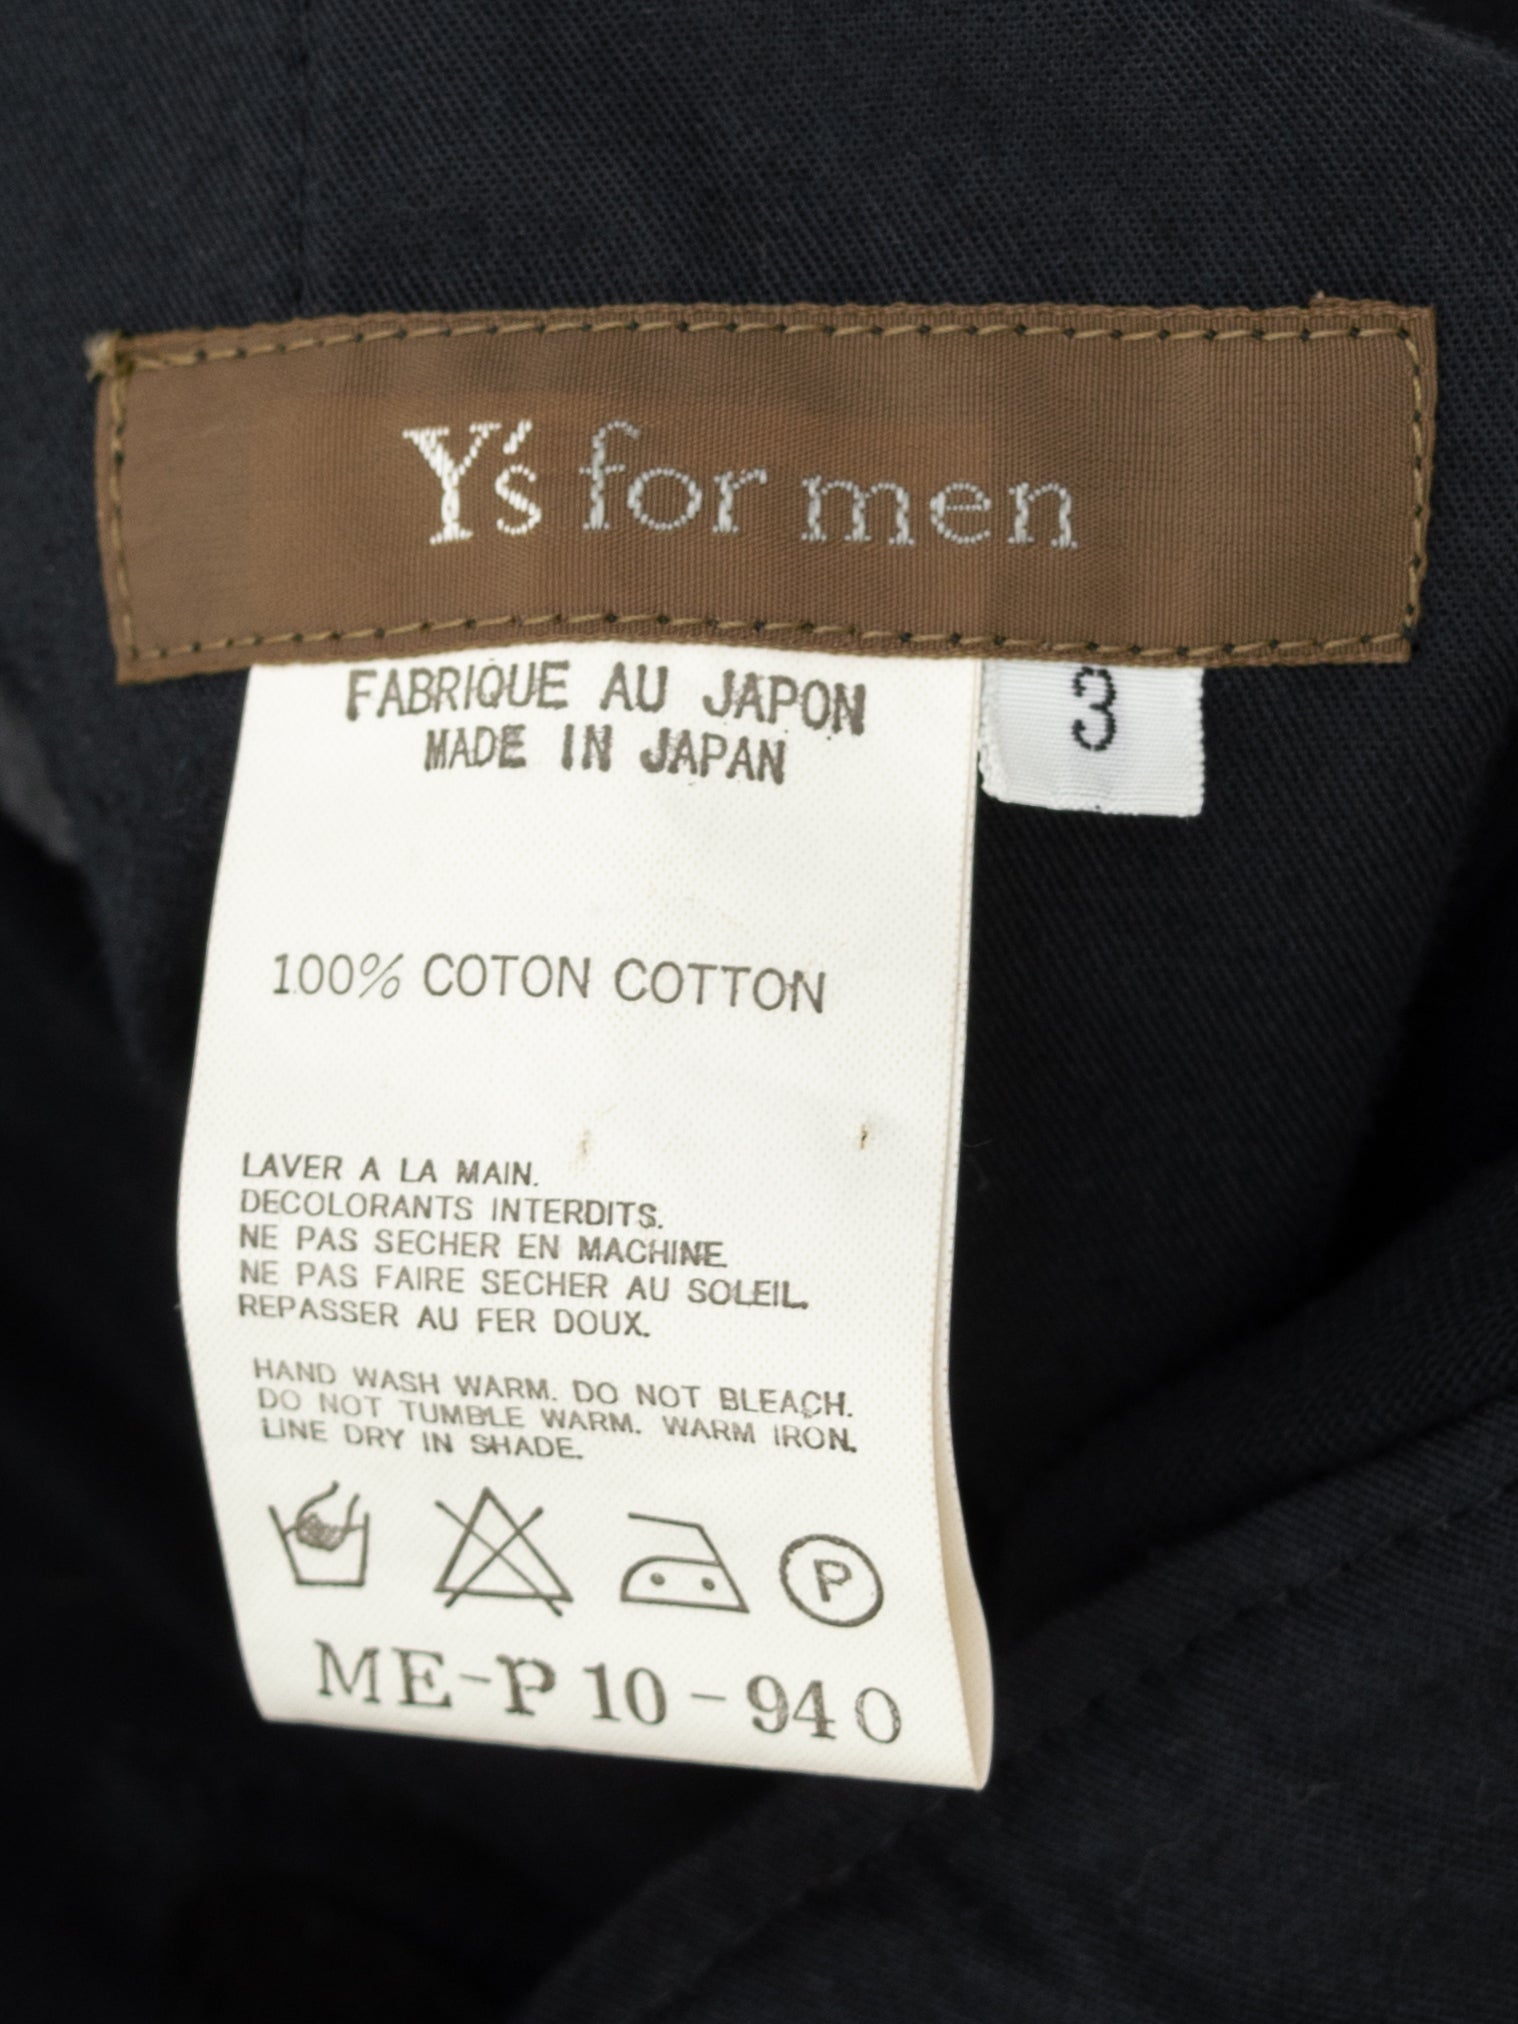 Y's for men
3
FABRIQUE AU JAPON
MADE IN JAPAN
100% COTON COTTON
LAVER A LA MAIN.
DECOLORANTS INTERDITS.
NE PAS SECHER EN MACHINE.
NE PAS FAIRE SECHER AU SOLEIL.
REPASSER AU FER DOUX.
HAND WASH WARM. DO NOT BLEACH.
DO NOT TUMBLE WARM. WARM IRON.
LINE DRY IN SHADE.
P
ME-P10-940